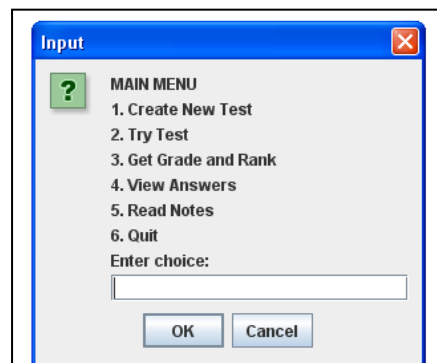 Input
?
MAIN MENU
1. Create New Test
2. Try Test
3. Get Grade and Rank
4. View Answers
5. Read Notes
6. Quit
Enter choice:
OK Cancel